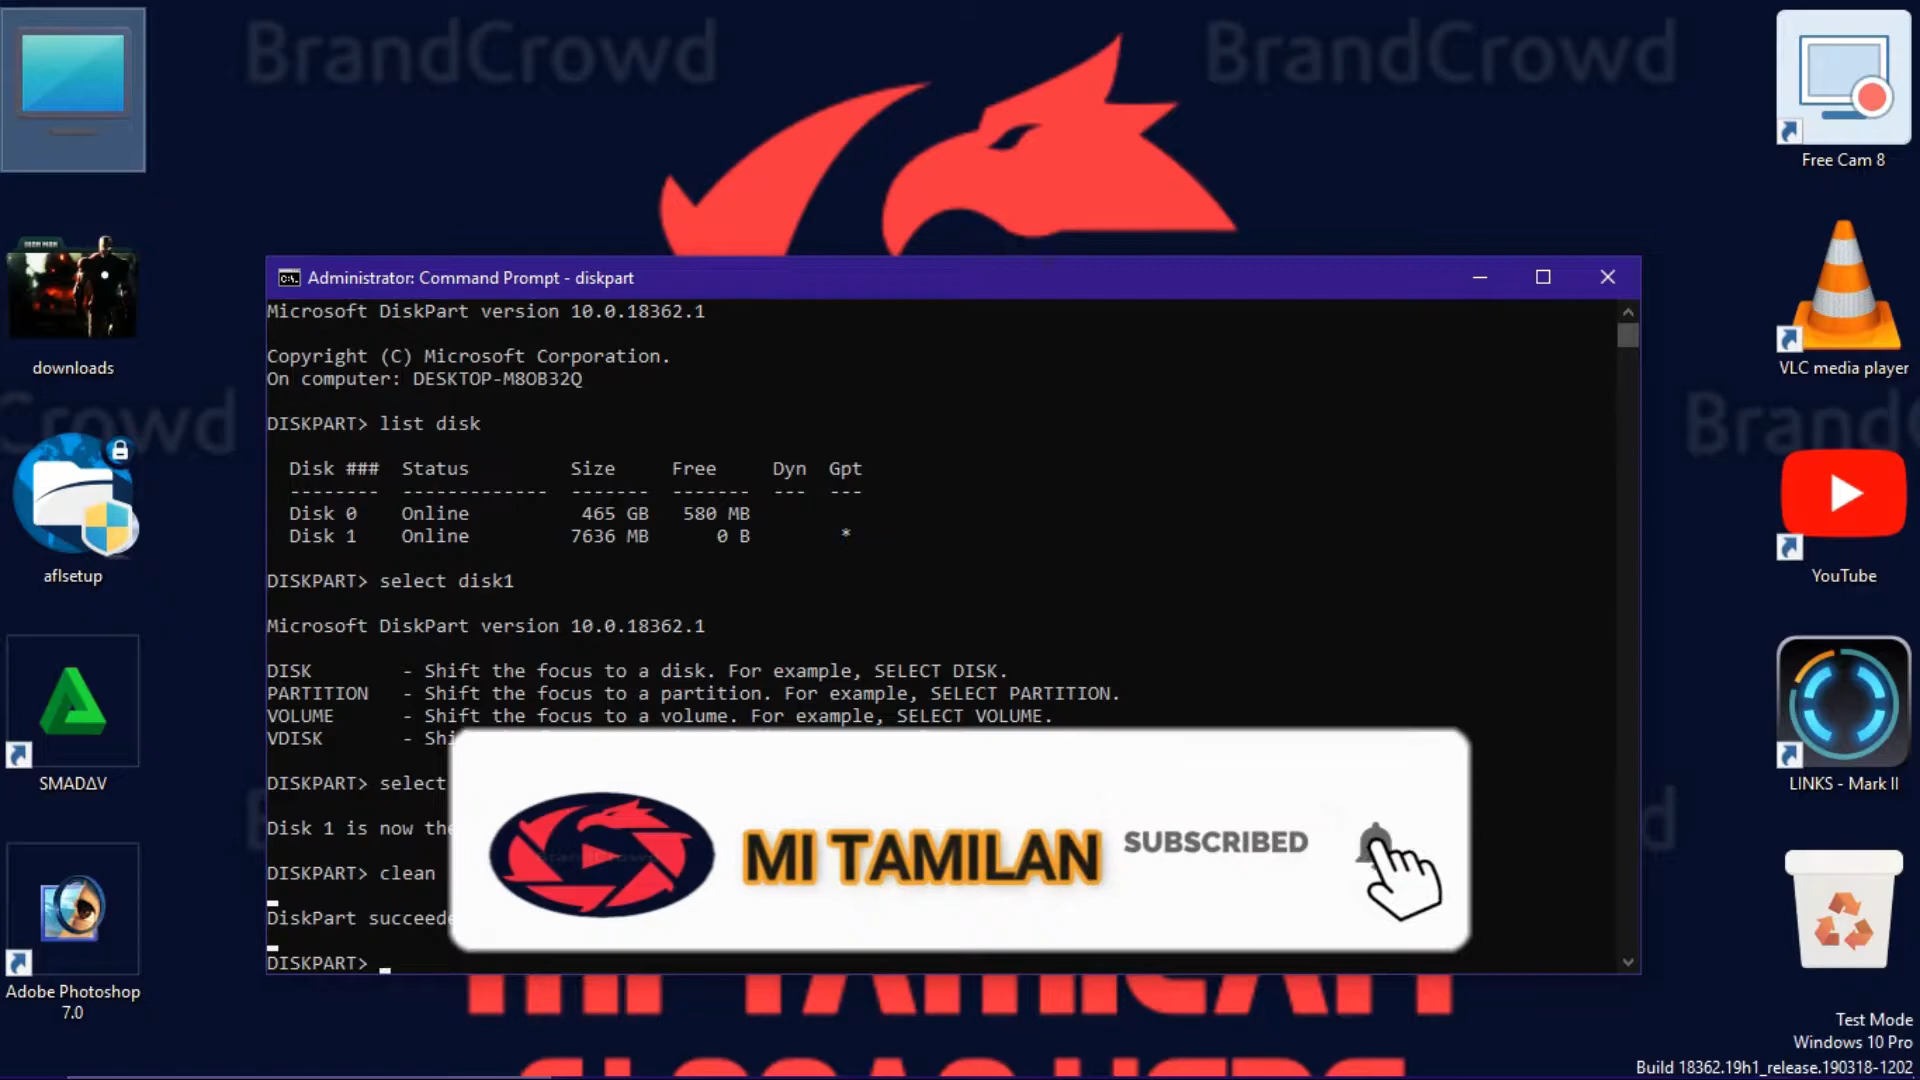 BrandCrowd
BrandCrowd
Free Cam 8
IRON MAN
downloads
VLC media player
Crowd
Brand
aflsetup
YouTube
SMADΔV
LINKS - Mark II
Adobe Photoshop
7.0
Administrator: Command Prompt - diskpart
Microsoft DiskPart version 10.0.18362.1
Copyright (C) Microsoft Corporation.
On computer: DESKTOP-M8OB32Q
DISKPART> list disk
Disk ### Status Size Free Dyn Gpt
-------- ------------- ------- ------- --- ---
Disk 0 Online 465 GB 580 MB
Disk 1 Online 7636 MB 0 B *
DISKPART> select disk1
Microsoft DiskPart version 10.0.18362.1
DISK - Shift the focus to a disk. For example, SELECT DISK.
PARTITION - Shift the focus to a partition. For example, SELECT PARTITION.
VOLUME - Shift the focus to a volume. For example, SELECT VOLUME.
VDISK - Shi
DISKPART> select
Disk 1 is now the
DISKPART> clean
DiskPart succeede
DISKPART>
MI TAMILAN
SUBSCRIBED
Test Mode
Windows 10 Pro
Build 18362.19h1_release.190318-1202